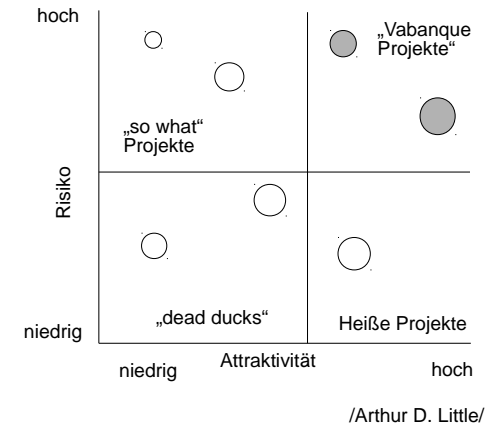 hoch
„Vabanque
Projekte“
„so what“
Projekte
Risiko
„dead ducks“
Heiße Projekte
niedrig
niedrig
Attraktivität
hoch
/Arthur D. Little/